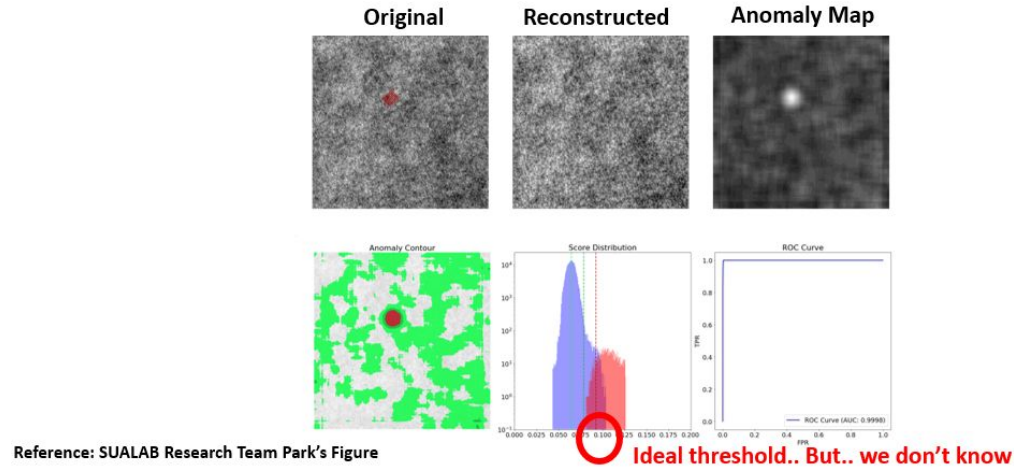 Original Reconstructed Anomaly Map
Anomaly Contour Score Distribution ROC Curve
10⁴
10³
10²
10¹
10⁰
10⁻¹
0.000 0.025 0.050 0.075 0.100 0.125 0.150 0.175 0.200
1.0
0.8
0.6
0.4
0.2
0.0
TPR
ROC Curve (AUC: 0.9998)
0.0 0.2 0.4 0.6 0.8 1.0
FPR
Reference: SUALAB Research Team Park's Figure
Ideal threshold.. But.. we don't know